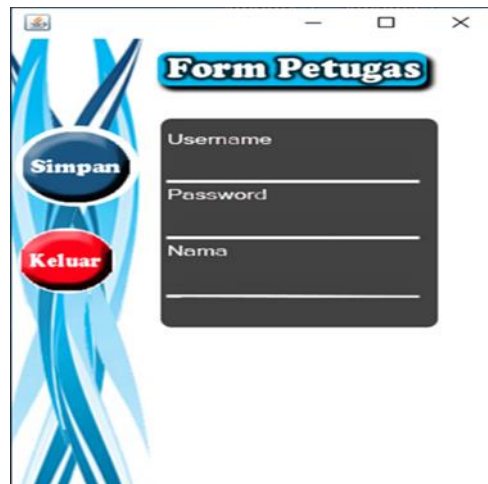 Form Petugas
Simpan
Keluar
Username
Password
Nama